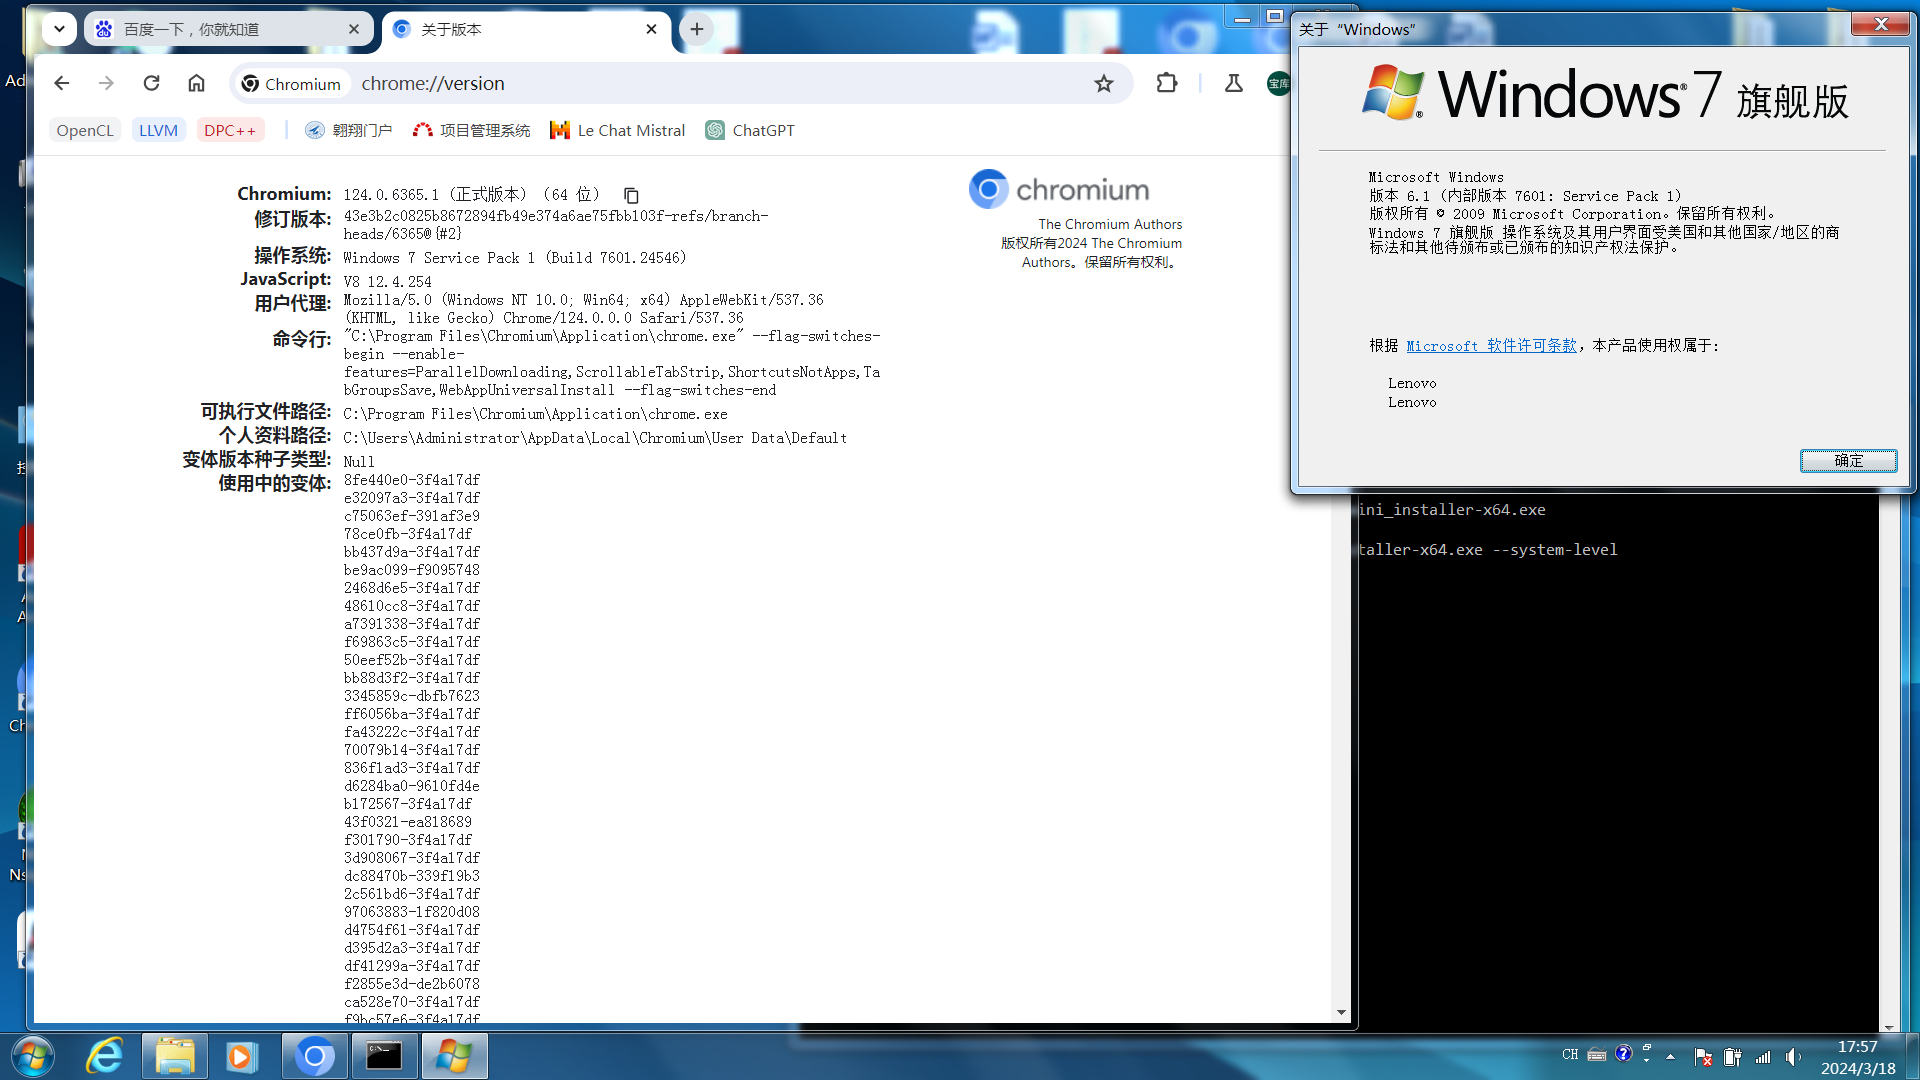 百度一下，你就知道
关于版本
Chromium
chrome://version
宝库
OpenCL
LLVM
DPC++
翱翔门户
项目管理系统
Le Chat Mistral
ChatGPT
Chromium: 124.0.6365.1 (正式版本) (64 位)
修订版本: 43e3b2c0825b8672894fb49e374a6ae75fbb103f-refs/branch-
heads/6365@{#2}
操作系统: Windows 7 Service Pack 1 (Build 7601.24546)
JavaScript: V8 12.4.254
用户代理: Mozilla/5.0 (Windows NT 10.0; Win64; x64) AppleWebKit/537.36
(KHTML, like Gecko) Chrome/124.0.0.0 Safari/537.36
命令行: "C:\Program Files\Chromium\Application\chrome.exe" --flag-switches-
begin --enable-
features=ParallelDownloading,ScrollableTabStrip,ShortcutsNotApps,Ta
bGroupsSave,WebAppUniversalInstall --flag-switches-end
可执行文件路径: C:\Program Files\Chromium\Application\chrome.exe
个人资料路径: C:\Users\Administrator\AppData\Local\Chromium\User Data\Default
变体版本种子类型: Null
使用中的变体: 8fe440e0-3f4a17df
e32097a3-3f4a17df
c75063ef-391af3e9
78ce0fb-3f4a17df
bb437d9a-3f4a17df
be9ac099-f9095748
2468d6e5-3f4a17df
48610cc8-3f4a17df
a7391338-3f4a17df
f69863c5-3f4a17df
50eef52b-3f4a17df
bb88d3f2-3f4a17df
3345859c-dbfb7623
ff6056ba-3f4a17df
fa43222c-3f4a17df
70079b14-3f4a17df
836f1ad3-3f4a17df
d6284ba0-9610fd4e
b172567-3f4a17df
43f0321-ea818689
f301790-3f4a17df
3d908067-3f4a17df
dc88470b-339f19b3
2c561bd6-3f4a17df
97063883-1f820d08
d4754f61-3f4a17df
d395d2a3-3f4a17df
df41299a-3f4a17df
f2855e3d-de2b6078
ca528e70-3f4a17df
f9bc57e6-3f4a17df
chromium
The Chromium Authors
版权所有2024 The Chromium
Authors。保留所有权利。
关于“Windows”
Windows 7 旗舰版
Microsoft Windows
版本 6.1 (内部版本 7601: Service Pack 1)
版权所有 © 2009 Microsoft Corporation。保留所有权利。
Windows 7 旗舰版 操作系统及其用户界面受美国和其他国家/地区的商
标法和其他待颁布或已颁布的知识产权法保护。
根据 Microsoft 软件许可条款, 本产品使用权属于:
Lenovo
Lenovo
确定
ini_installer-x64.exe
taller-x64.exe --system-level
CH
17:57
2024/3/18